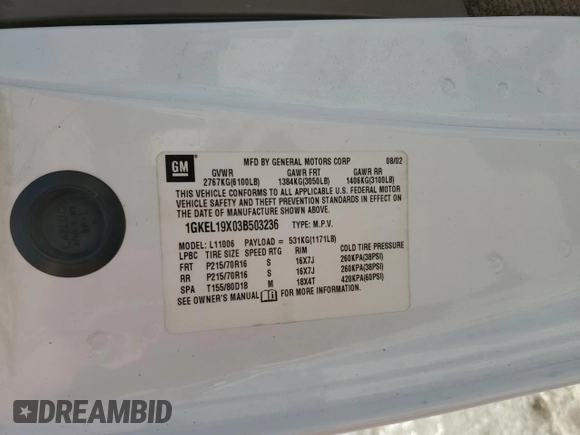 GM
MFD BY GENERAL MOTORS CORP 08/02
GVWR GAWR FRT GAWR RR
2767KG(6100LB) 1384KG(3050LB) 1406KG(3100LB)
THIS VEHICLE CONFORMS TO ALL APPLICABLE U.S. FEDERAL MOTOR
VEHICLE SAFETY AND THEFT PREVENTION STANDARDS IN EFFECT ON THE
DATE OF MANUFACTURE SHOWN ABOVE.
1GKEL19X03B503236 TYPE: M.P.V.
MODEL: L11006 PAYLOAD = 531KG(1171LB)
LPBC TIRE SIZE SPEED RTG RIM COLD TIRE PRESSURE
FRT P215/70R16 S 16X7J 260KPA(38PSI)
RR P215/70R16 S 16X7J 260KPA(38PSI)
SPA T155/80D18 M 18X4T 420KPA(60PSI)
SEE OWNER'S MANUAL FOR MORE INFORMATION.
DREAMBID